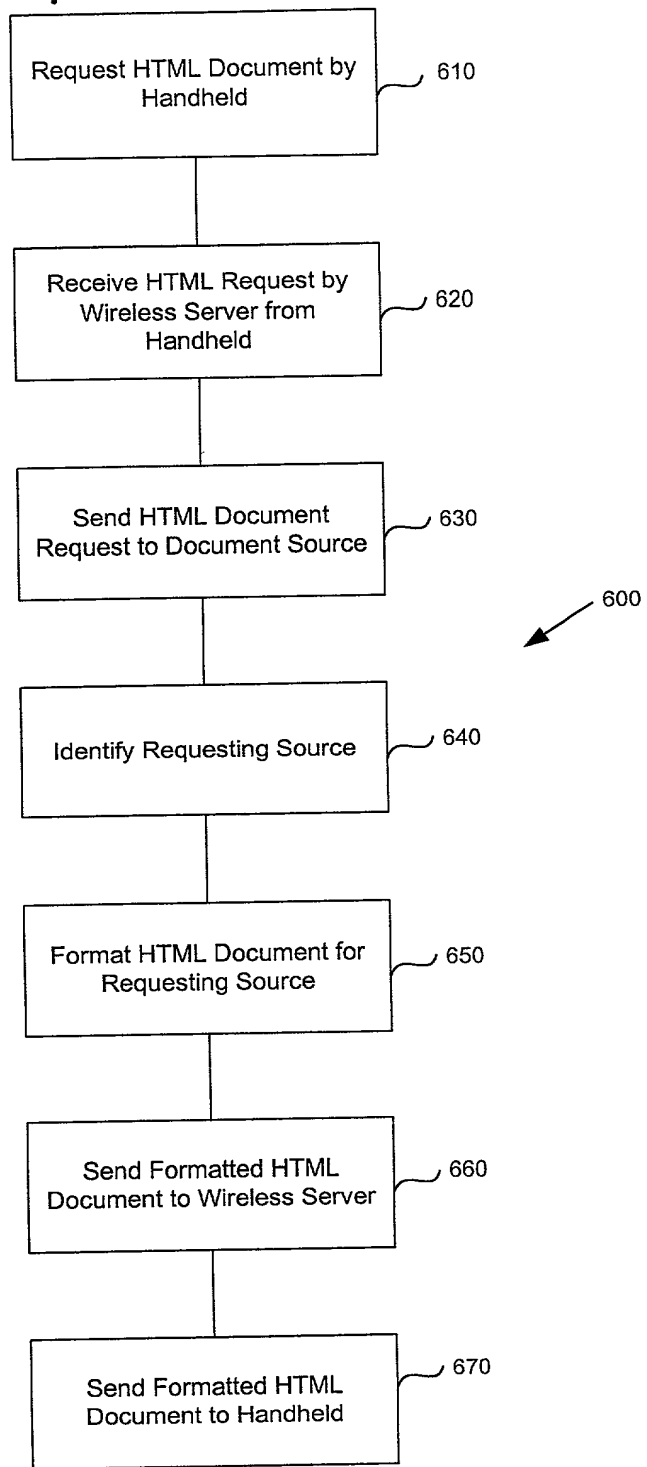 Request HTML Document by
Handheld
610
Receive HTML Request by
Wireless Server from
Handheld
620
Send HTML Document
Request to Document Source
630
600
Identify Requesting Source
640
Format HTML Document for
Requesting Source
650
Send Formatted HTML
Document to Wireless Server
660
Send Formatted HTML
Document to Handheld
670